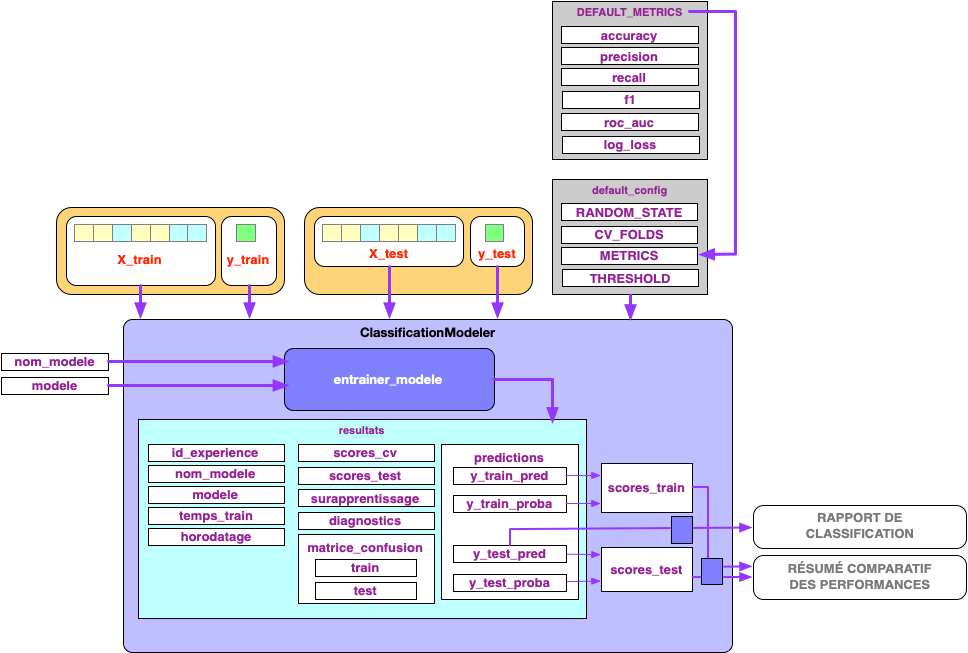 DEFAULT_METRICS
accuracy
precision
recall
f1
roc_auc
log_loss
default_config
RANDOM_STATE
CV_FOLDS
METRICS
THRESHOLD
X_train
y_train
X_test
y_test
ClassificationModeler
nom_modele
modele
entrainer_modele
resultats
id_experience
nom_modele
modele
temps_train
horodatage
scores_cv
scores_test
surapprentissage
diagnostics
matrice_confusion
train
test
predictions
y_train_pred
y_train_proba
y_test_pred
y_test_proba
scores_train
scores_test
RAPPORT DE
CLASSIFICATION
RÉSUMÉ COMPARATIF
DES PERFORMANCES